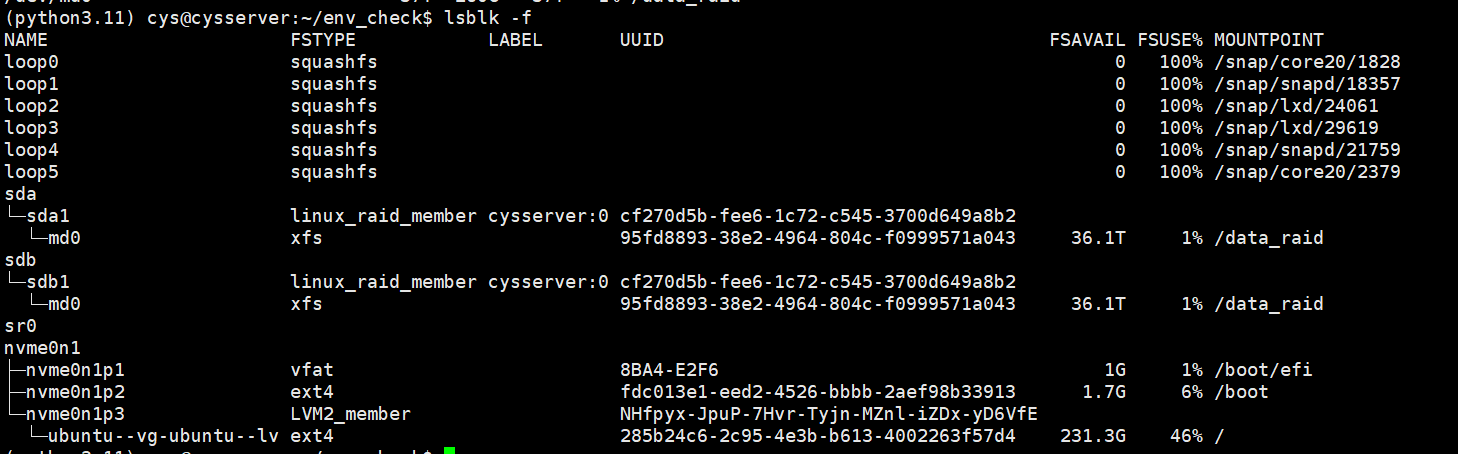 (python3.11) cys@cysserver:~/env_check$ lsblk -f
NAME FSTYPE LABEL UUID FSAVAIL FSUSE% MOUNTPOINT
loop0 squashfs 0 100% /snap/core20/1828
loop1 squashfs 0 100% /snap/snapd/18357
loop2 squashfs 0 100% /snap/lxd/24061
loop3 squashfs 0 100% /snap/lxd/29619
loop4 squashfs 0 100% /snap/snapd/21759
loop5 squashfs 0 100% /snap/core20/2379
sda
└─sda1 linux_raid_member cysserver:0 cf270d5b-fee6-1c72-c545-3700d649a8b2
└─md0 xfs 95fd8893-38e2-4964-804c-f0999571a043 36.1T 1% /data_raid
sdb
└─sdb1 linux_raid_member cysserver:0 cf270d5b-fee6-1c72-c545-3700d649a8b2
└─md0 xfs 95fd8893-38e2-4964-804c-f0999571a043 36.1T 1% /data_raid
sr0
nvme0n1
├─nvme0n1p1 vfat 8BA4-E2F6 1G 1% /boot/efi
├─nvme0n1p2 ext4 fdc013e1-eed2-4526-bbbb-2aef98b33913 1.7G 6% /boot
└─nvme0n1p3 LVM2_member NHfpyx-JpuP-7Hvr-Tyjn-MZnl-iZDx-yD6VfE
└─ubuntu--vg-ubuntu--lv ext4 285b24c6-2c95-4e3b-b613-4002263f57d4 231.3G 46% /